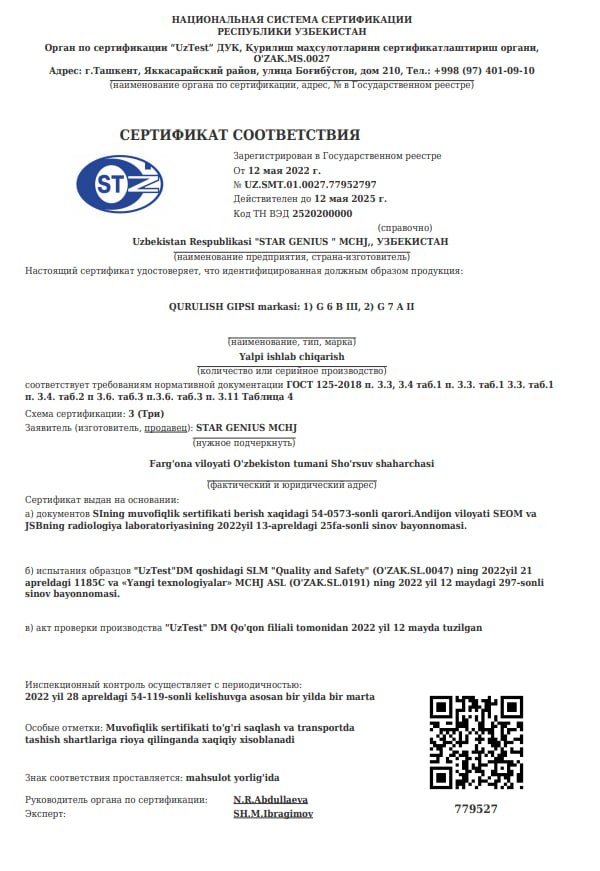 НАЦИОНАЛЬНАЯ СИСТЕМА СЕРТИФИКАЦИИ
РЕСПУБЛИКИ УЗБЕКИСТАН
Орган по сертификации “UzTest” ДУК, Қурилиш маҳсулотларини сертификатлаштириш органи,
O'ZAK.MS.0027
Адрес: г.Ташкент, Яккасарайский район, улица Боғибўстон, дом 210, Тел.: +998 (97) 401-09-10
(наименование органа по сертификации, адрес, № в Государственном реестре)
СЕРТИФИКАТ СООТВЕТСТВИЯ
ST
Зарегистрирован в Государственном реестре
От 12 мая 2022 г.
№ UZ.SMT.01.0027.77952797
Действителен до 12 мая 2025 г.
Код ТН ВЭД 2520200000
(справочно)
Uzbekistan Respublikasi "STAR GENIUS " MCHJ,, УЗБЕКИСТАН
(наименование предприятия, страна-изготовитель)
Настоящий сертификат удостоверяет, что идентифицированная должным образом продукция:
QURULISH GIPSI markasi: 1) G 6 B III, 2) G 7 A II
(наименование, тип, марка)
Yalpi ishlab chiqarish
(количество или серийное производство)
соответствует требованиям нормативной документации ГОСТ 125-2018 п. 3.3, 3.4 таб.1 п. 3.3. таб.1 3.3. таб.1
п. 3.4. таб.2 п 3.6. таб.3 п.3.6. таб.3 п. 3.11 Таблица 4
Схема сертификации: 3 (Три)
Заявитель (изготовитель, продавец): STAR GENIUS MCHJ
(нужное подчеркнуть)
Farg'ona viloyati O'zbekiston tumani Sho'rsuv shaharchasi
(фактический и юридический адрес)
Сертификат выдан на основании:
а) документов SIning muvofiqlik sertifikati berish xaqidagi 54-0573-sonli qarori.Andijon viloyati SEOM va
JSBning radiologiya laboratoriyasining 2022yil 13-apreldagi 25fa-sonli sinov bayonnomasi.
б) испытания образцов "UzTest"DM qoshidagi SLM "Quality and Safety" (O'ZAK.SL.0047) ning 2022yil 21
apreldagi 1185C va «Yangi texnologiyalar» MCHJ ASL (O'ZAK.SL.0191) ning 2022 yil 12 maydagi 297-sonli
sinov bayonnomasi.
в) акт проверки производства "UzTest" DM Qo'qon filiali tomonidan 2022 yil 12 mayda tuzilgan
Инспекционный контроль осуществляется с периодичностью:
2022 yil 28 apreldagi 54-119-sonli kelishuvga asosan bir yilda bir marta
Особые отметки: Muvofiqlik sertifikati to'g'ri saqlash va transportda
tashish shartlariga rioya qilinganda xaqiqiy xisoblanadi
Знак соответствия проставляется: mahsulot yorlig'ida
Руководитель органа по сертификации: N.R.Abdullaeva
Эксперт: SH.M.Ibragimov
779527